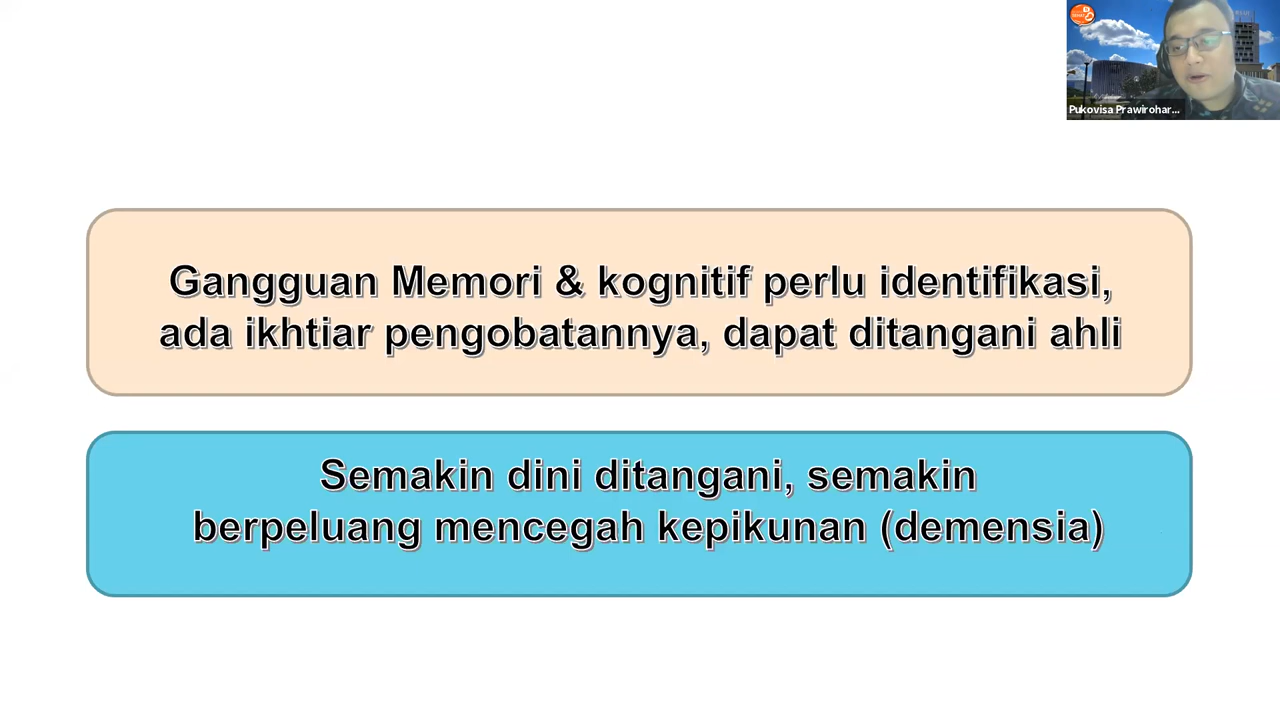 Pukovisa Prawirohar...
Gangguan Memori & kognitif perlu identifikasi,
ada ikhtiar pengobatannya, dapat ditangani ahli
Semakin dini ditangani, semakin
berpeluang mencegah kepikunan (demensia)